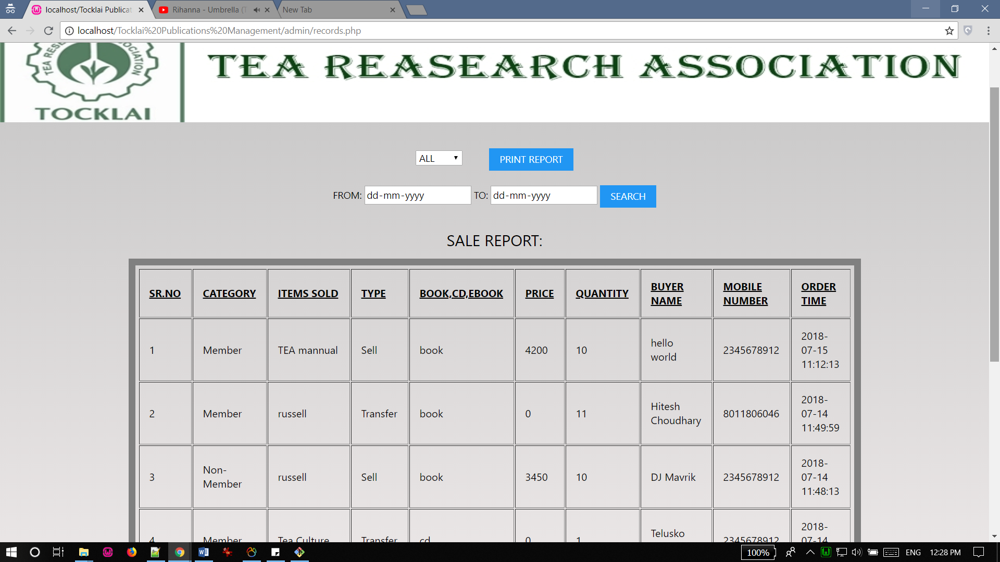 localhost/Tocklai Publicat
Rihanna - Umbrella (
New Tab
localhost/Tocklai%20Publications%20Management/admin/records.php
TEA RESEARCH ASSOCIATION
TOCKLAI
TEA REASEARCH ASSOCIATION
ALL
PRINT REPORT
FROM: dd-mm-yyyy TO: dd-mm-yyyy SEARCH
SALE REPORT:
SR.NO CATEGORY ITEMS SOLD TYPE BOOK,CD,EBOOK PRICE QUANTITY BUYER NAME MOBILE NUMBER ORDER TIME
1 Member TEA mannual Sell book 4200 10 hello world 2345678912 2018-07-15 11:12:13
2 Member russell Transfer book 0 11 Hitesh Choudhary 8011806046 2018-07-14 11:49:59
3 Non-Member russell Sell book 3450 10 DJ Mavrik 2345678912 2018-07-14 11:48:13
4 Member Tea Culture Transfer cd 0 1 Telusko 2345678912 2018-07-14
100% ENG 12:28 PM